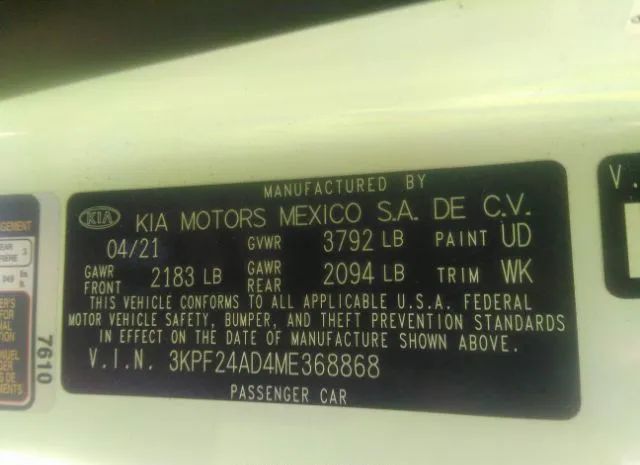 MANUFACTURED BY
KIA KIA MOTORS MEXICO S.A. DE C.V.
04/21 GVWR 3792 LB PAINT UD
GAWR FRONT 2183 LB GAWR REAR 2094 LB TRIM WK
THIS VEHICLE CONFORMS TO ALL APPLICABLE U.S.A. FEDERAL
MOTOR VEHICLE SAFETY, BUMPER, AND THEFT PREVENTION STANDARDS
IN EFFECT ON THE DATE OF MANUFACTURE SHOWN ABOVE.
V.I.N. 3KPF24AD4ME368868
PASSENGER CAR
7610
V.